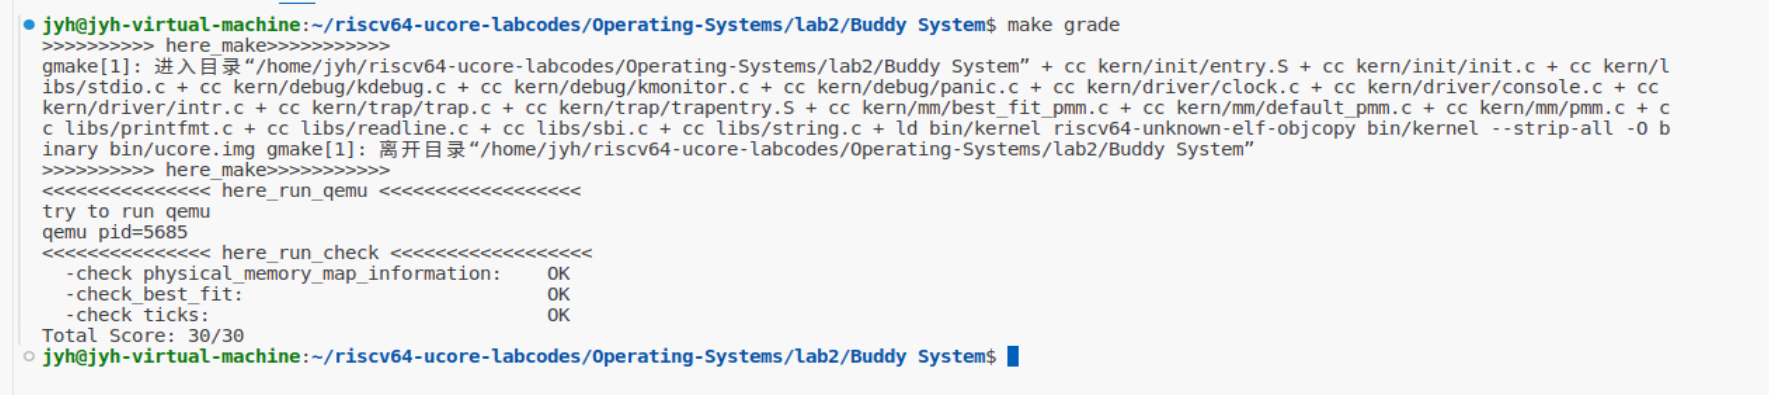 jyh@jyh-virtual-machine:~/riscv64-ucore-labcodes/Operating-Systems/lab2/Buddy System$ make grade
>>>>>>>>>> here_make>>>>>>>>>>>
gmake[1]: 进入目录“/home/jyh/riscv64-ucore-labcodes/Operating-Systems/lab2/Buddy System” + cc kern/init/entry.S + cc kern/init/init.c + cc kern/l
ibs/stdio.c + cc kern/debug/kdebug.c + cc kern/debug/kmonitor.c + cc kern/debug/panic.c + cc kern/driver/clock.c + cc kern/driver/console.c + cc
kern/driver/intr.c + cc kern/trap/trap.c + cc kern/trap/trapentry.S + cc kern/mm/best_fit_pmm.c + cc kern/mm/default_pmm.c + cc kern/mm/pmm.c + c
c libs/printfmt.c + cc libs/readline.c + cc libs/sbi.c + cc libs/string.c + ld bin/kernel riscv64-unknown-elf-objcopy bin/kernel --strip-all -O b
inary bin/ucore.img gmake[1]: 离开目录“/home/jyh/riscv64-ucore-labcodes/Operating-Systems/lab2/Buddy System”
>>>>>>>>>> here_make>>>>>>>>>>>
<<<<<<<<<<<<<<< here_run_qemu <<<<<<<<<<<<<<<<<<
try to run qemu
qemu pid=5685
<<<<<<<<<<<<<<< here_run_check <<<<<<<<<<<<<<<<<<
-check physical_memory_map_information: OK
-check_best_fit: OK
-check ticks: OK
Total Score: 30/30
jyh@jyh-virtual-machine:~/riscv64-ucore-labcodes/Operating-Systems/lab2/Buddy System$